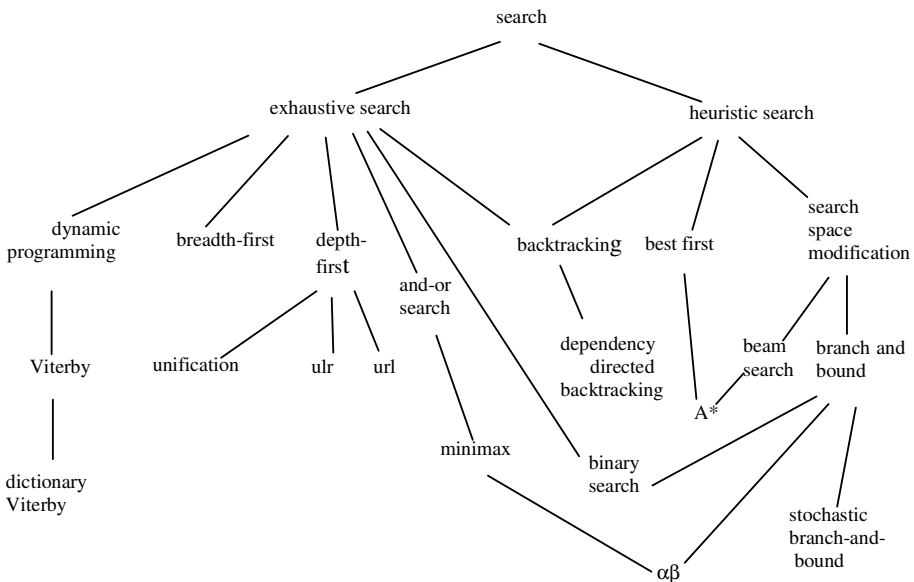 search
exhaustive search
heuristic search
dynamic
programming
breadth-first
depth-
first
and-or
search
backtracking
best first
search
space
modification
Viterby
unification
ulr
url
dependency
directed
backtracking
beam
search
branch and
bound
A*
minimax
binary
search
dictionary
Viterby
stochastic
branch-and-
bound
αβ